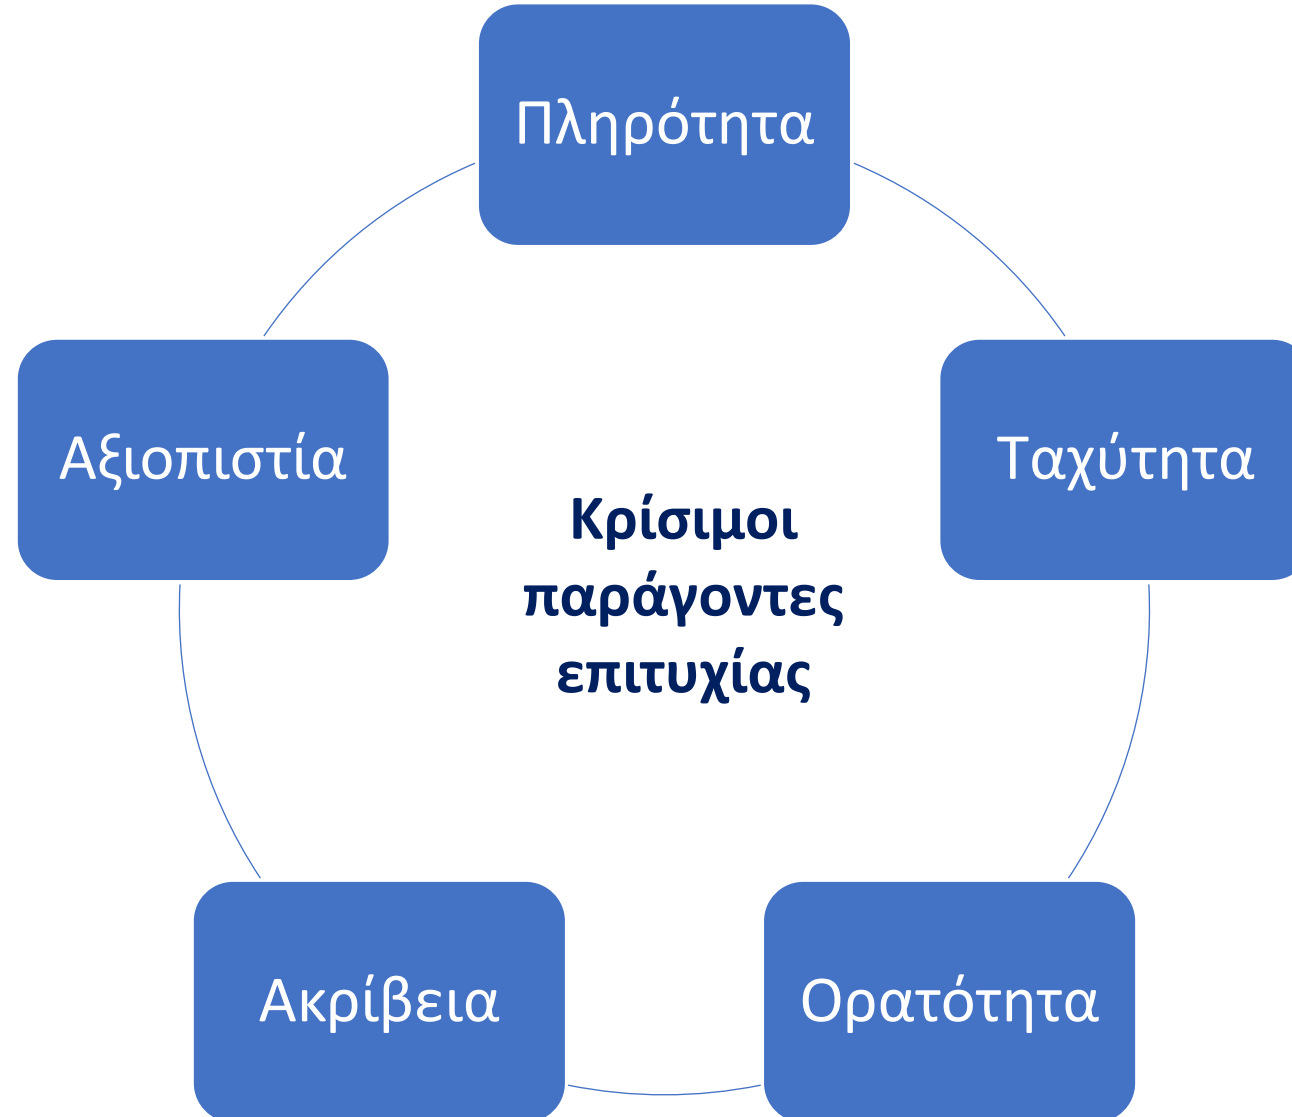 Πληρότητα
Αξιοπιστία
Ταχύτητα
Κρίσιμοι
παράγοντες
επιτυχίας
Ακρίβεια
Ορατότητα